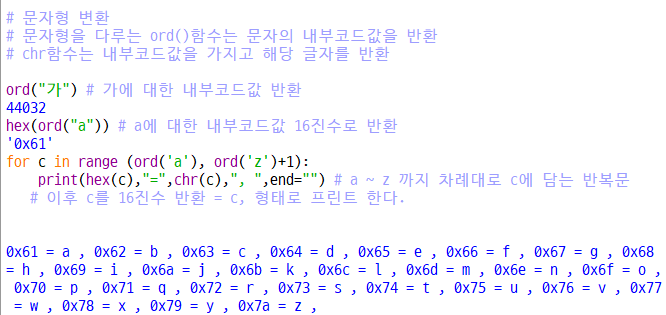 # 문자형 변환
# 문자형을 다루는 ord()함수는 문자의 내부코드값을 반환
# chr함수는 내부코드값을 가지고 해당 글자를 반환
ord("가") # 가에 대한 내부코드값 반환
44032
hex(ord("a")) # a에 대한 내부코드값 16진수로 반환
'0x61'
for c in range (ord('a'), ord('z')+1):
    print(hex(c),"=",chr(c),", ",end="") # a ~ z 까지 차례대로 c에 담는 반복문
   # 이후 c를 16진수 반환 = c, 형태로 프린트 한다.
0x61 = a , 0x62 = b , 0x63 = c , 0x64 = d , 0x65 = e , 0x66 = f , 0x67 = g , 0x68
= h , 0x69 = i , 0x6a = j , 0x6b = k , 0x6c = l , 0x6d = m , 0x6e = n , 0x6f = o ,
 0x70 = p , 0x71 = q , 0x72 = r , 0x73 = s , 0x74 = t , 0x75 = u , 0x76 = v , 0x77
 = w , 0x78 = x , 0x79 = y , 0x7a = z ,